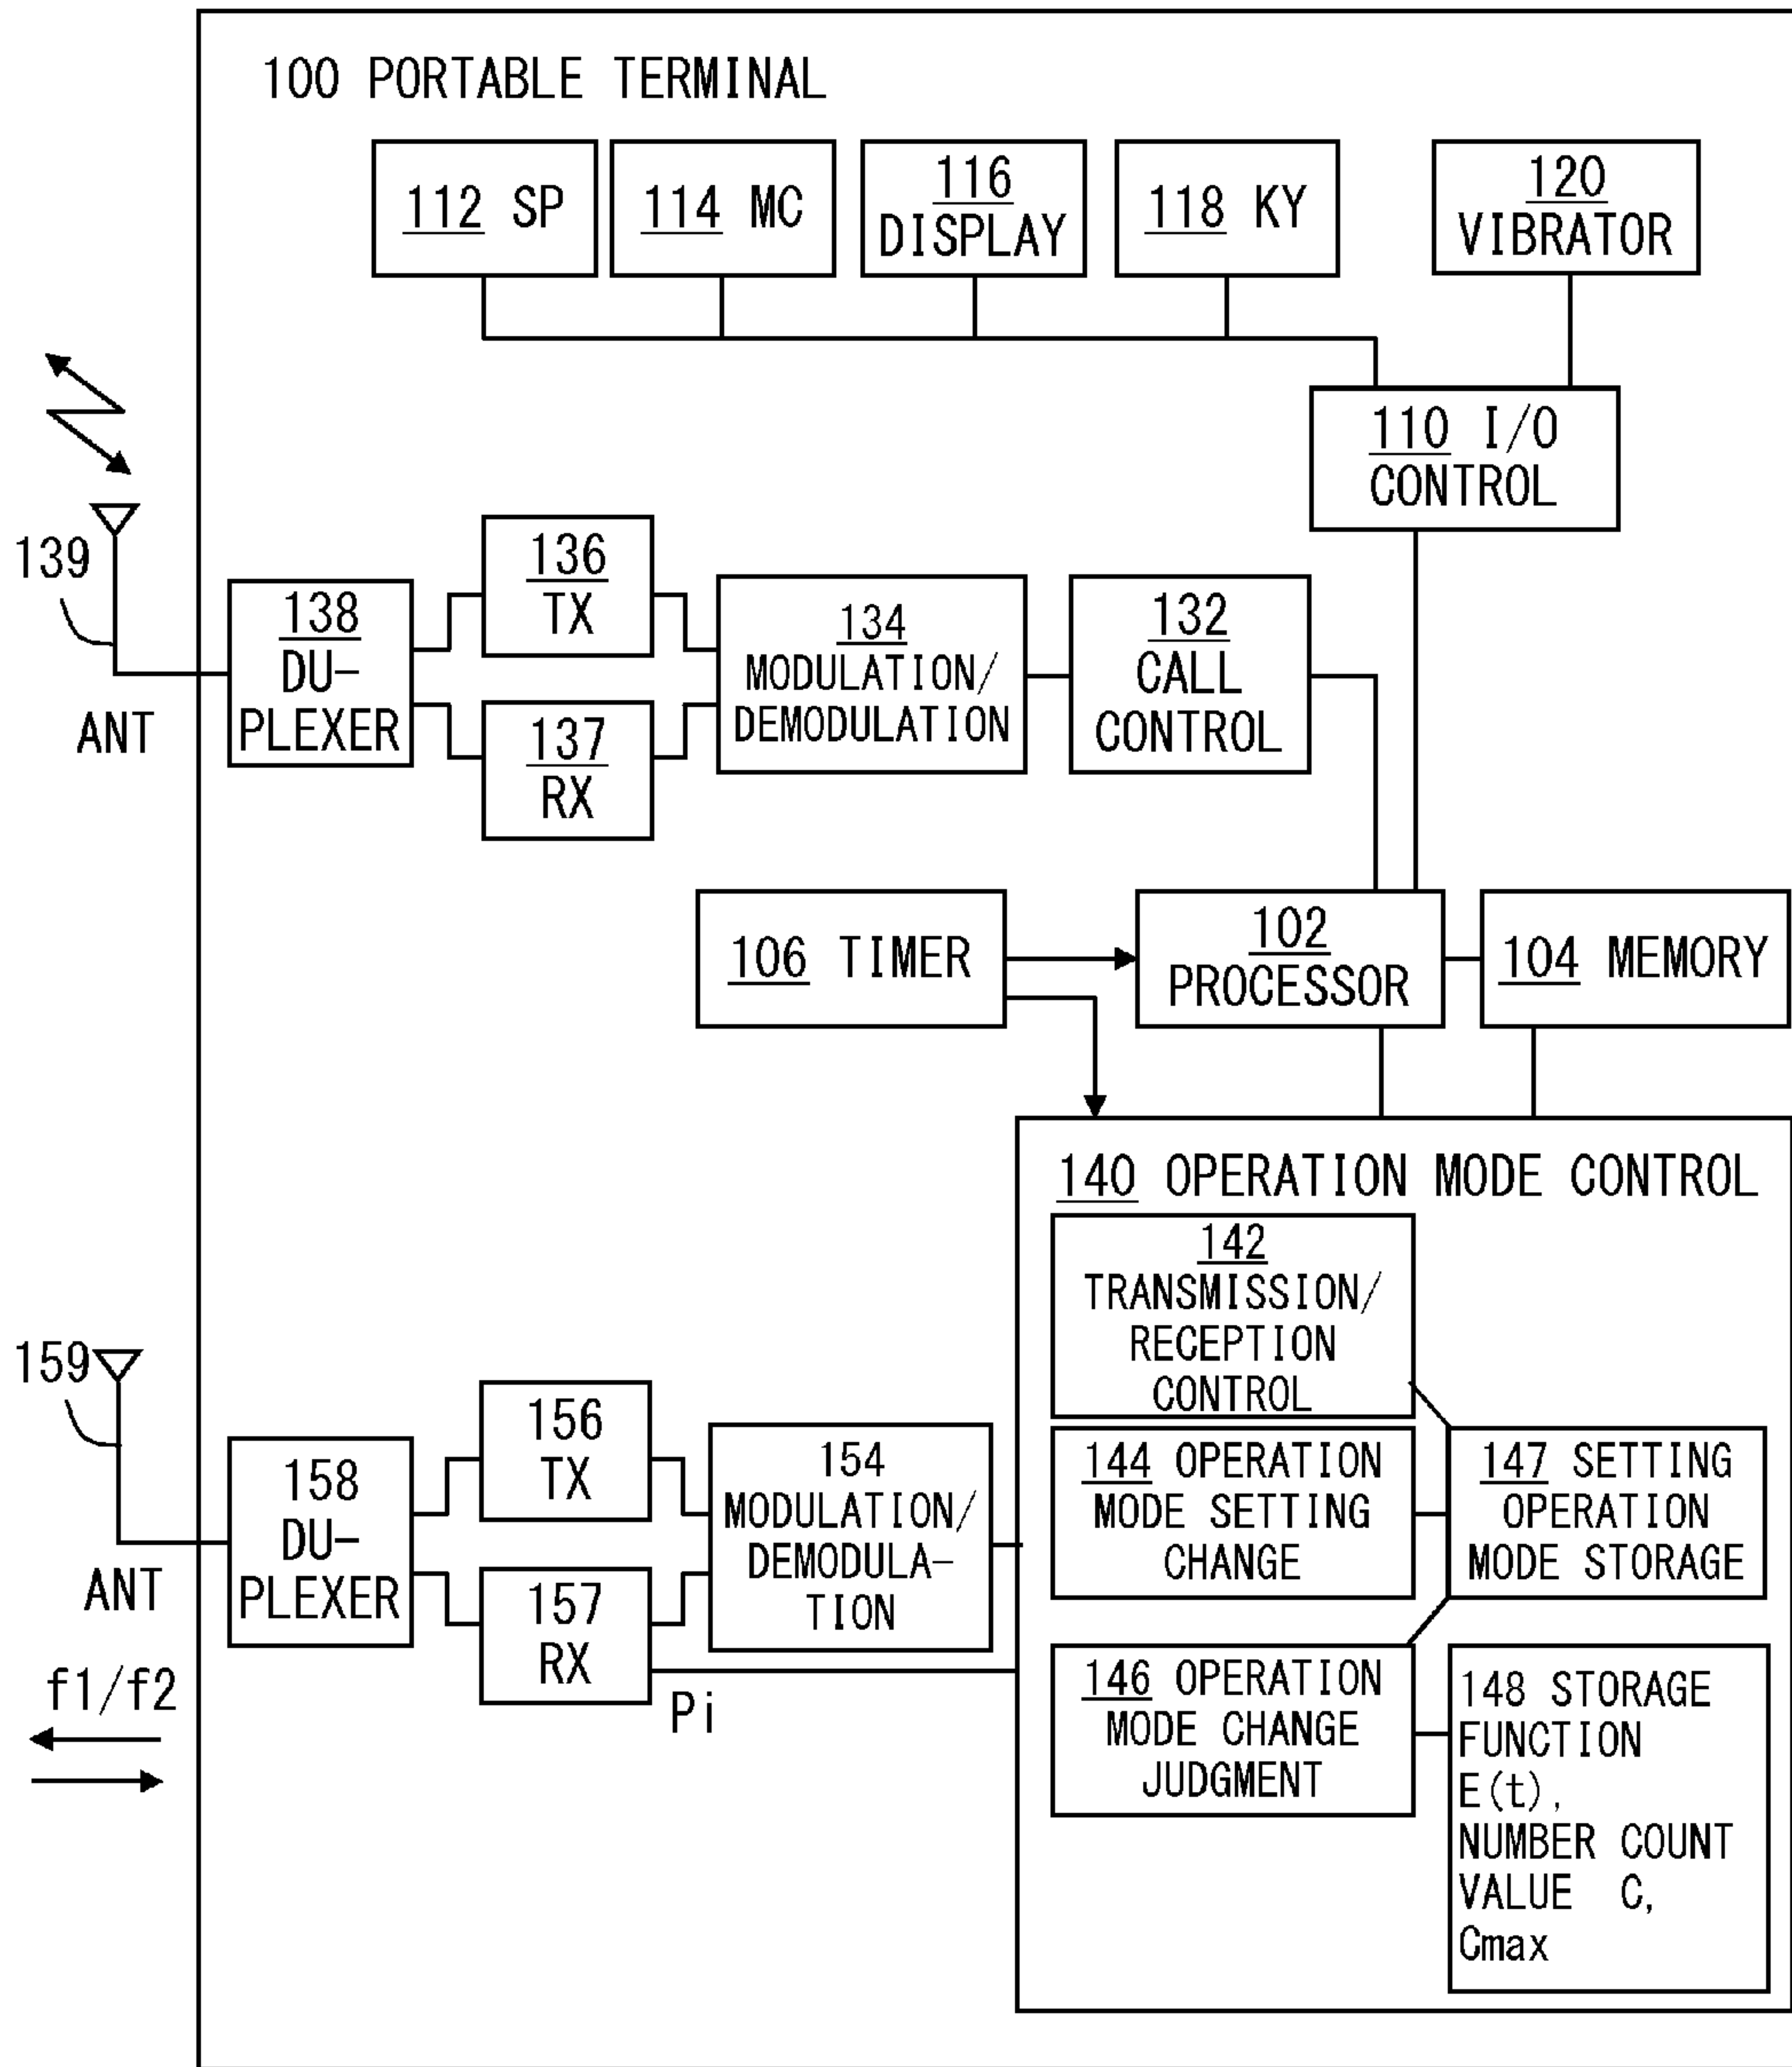 100 PORTABLE TERMINAL
112 SP
114 MC
116
DISPLAY
118 KY
120
VIBRATOR
110 I/O
CONTROL
139
ANT
138
DU-
PLEXER
136
TX
137
RX
134
MODULATION/
DEMODULATION
132
CALL
CONTROL
106 TIMER
102
PROCESSOR
104 MEMORY
140 OPERATION MODE CONTROL
142
TRANSMISSION/
RECEPTION
CONTROL
144 OPERATION
MODE SETTING
CHANGE
147 SETTING
OPERATION
MODE STORAGE
146 OPERATION
MODE CHANGE
JUDGMENT
148 STORAGE
FUNCTION
E(t),
NUMBER COUNT
VALUE C,
Cmax
159
ANT
158
DU-
PLEXER
156
TX
157
RX
154
MODULATION/
DEMODULA-
TION
Pi
f1/f2